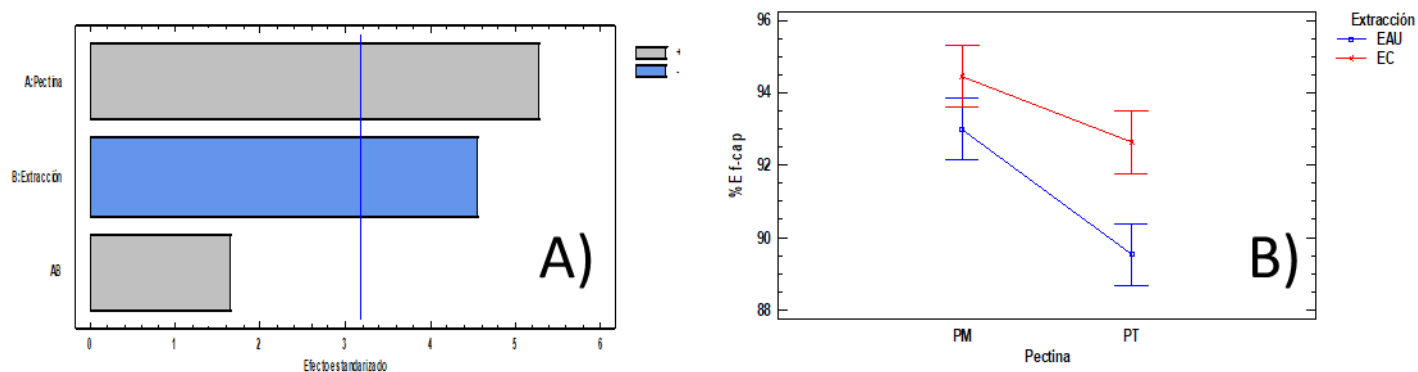 A:Pectina
B:Extracción
AB
0 1 2 3 4 5 6
Efecto estandarizado
+
-
A)
96
94
92
90
88
% Ef-cap
PM PT
Pectina
Extracción
EAU
EC
B)